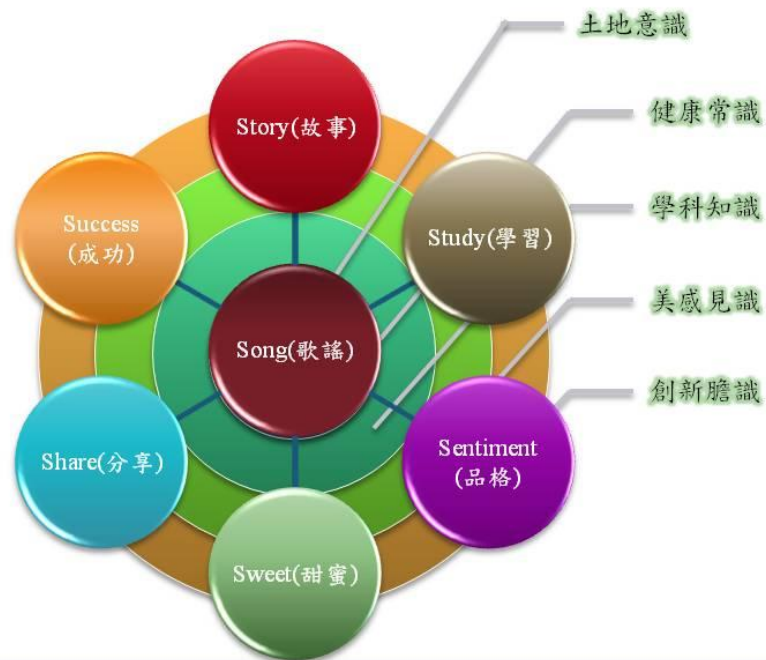 土地意識
健康常識
學科知識
美感見識
創新膽識
Story(故事)
Study(學習)
Sentiment
(品格)
Sweet(甜蜜)
Share(分享)
Success
(成功)
Song(歌謠)